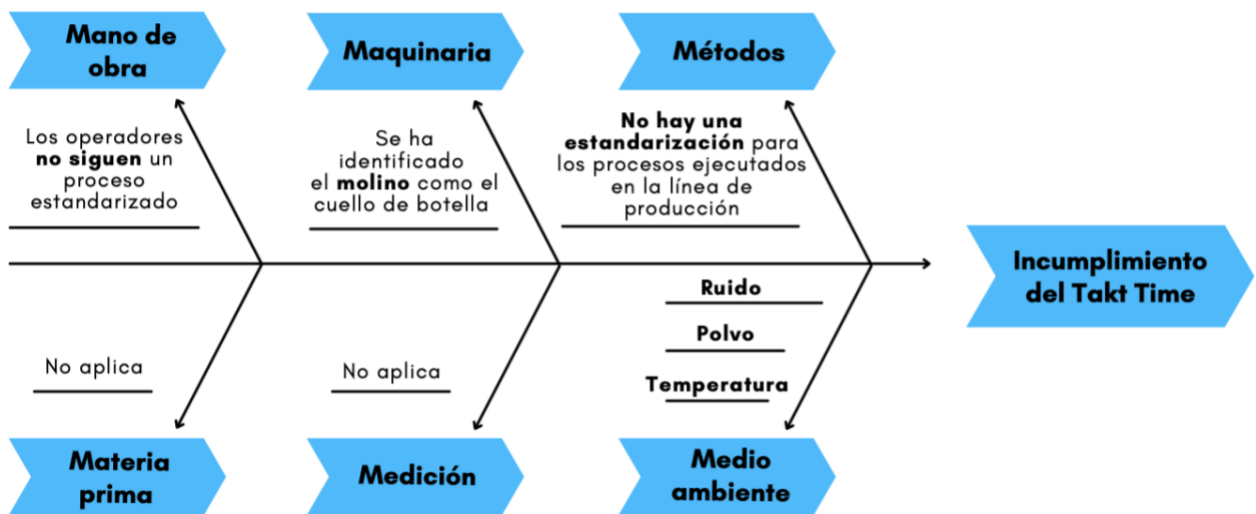 Mano de
obra
Maquinaria
Métodos
Los operadores
no siguen un
proceso
estandarizado
Se ha
identificado
el molino como el
cuello de botella
No hay una
estandarización para
los procesos ejecutados
en la línea de
producción
Incumplimiento
del Takt Time
Ruido
Polvo
Temperatura
No aplica
No aplica
Materia
prima
Medición
Medio
ambiente